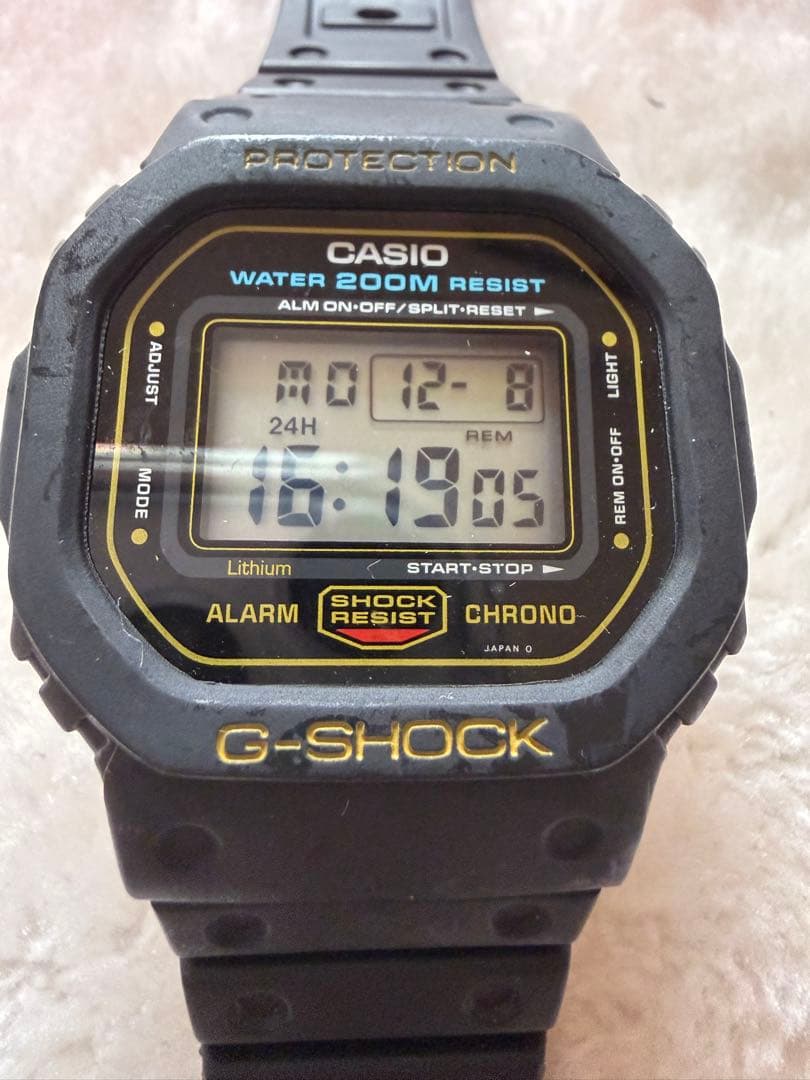 PROTECTION
CASIO
WATER 200M RESIST
ALM ON•OFF/SPLIT•RESET ►
ADJUST
LIGHT
MO 12- 8
24H
REM
16:19 05
MODE
REM ON•OFF
Lithium
START•STOP ►
ALARM
SHOCK
RESIST
CHRONO
JAPAN 0
G-SHOCK